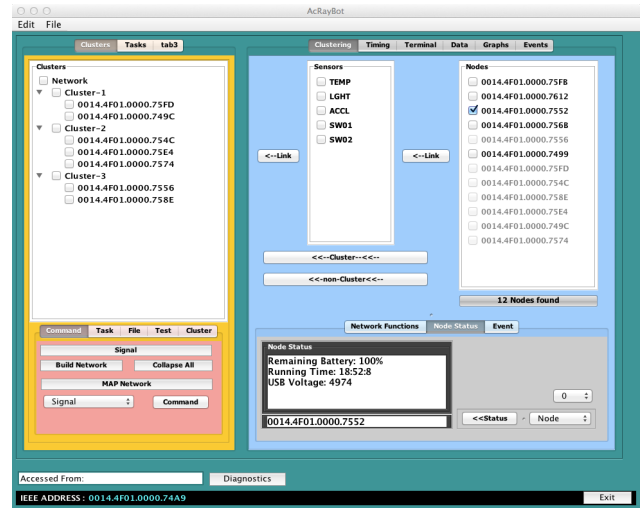 AcRayBot
Edit File
Clusters Tasks tab3
Clusters
Network
Cluster-1
0014.4F01.0000.75FD
0014.4F01.0000.749C
Cluster-2
0014.4F01.0000.754C
0014.4F01.0000.75E4
0014.4F01.0000.7574
Cluster-3
0014.4F01.0000.7556
0014.4F01.0000.758E
Command Task File Test Cluster
Signal
Build Network Collapse All
MAP Network
Signal Command
Clustering Timing Terminal Data Graphs Events
Sensors
TEMP
LGHT
ACCL
SW01
SW02
<--Link
<--Link
<<--Cluster--<<--
<<-non-Cluster<<--
Nodes
0014.4F01.0000.75FB
0014.4F01.0000.7612
0014.4F01.0000.7552
0014.4F01.0000.756B
0014.4F01.0000.7556
0014.4F01.0000.7499
0014.4F01.0000.75FD
0014.4F01.0000.754C
0014.4F01.0000.758E
0014.4F01.0000.75E4
0014.4F01.0000.749C
0014.4F01.0000.7574
12 Nodes found
Network Functions Node Status Event
Node Status
Remaining Battery: 100%
Running Time: 18:52:8
USB Voltage: 4974
0014.4F01.0000.7552
0
<<Status Node
Accessed From: Diagnostics
IEEE ADDRESS : 0014.4F01.0000.74A9 Exit